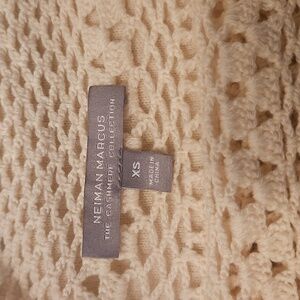 NEIMAN MARCUS
THE CASHMERE COLLECTION
XS
MADE IN
CHINA